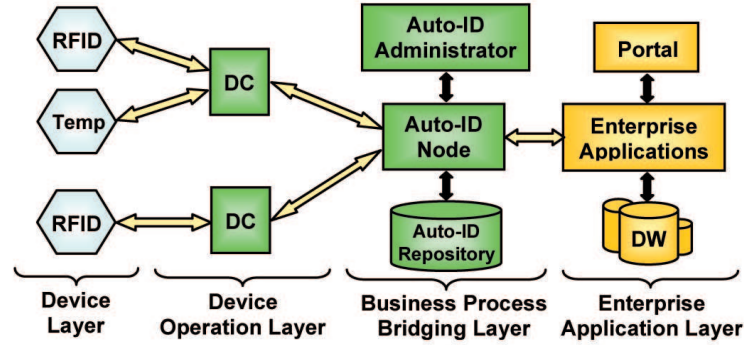 RFID
Temp
RFID
DC
DC
Auto-ID
Administrator
Auto-ID
Node
Auto-ID
Repository
Portal
Enterprise
Applications
DW
Device
Layer
Device
Operation Layer
Business Process
Bridging Layer
Enterprise
Application Layer